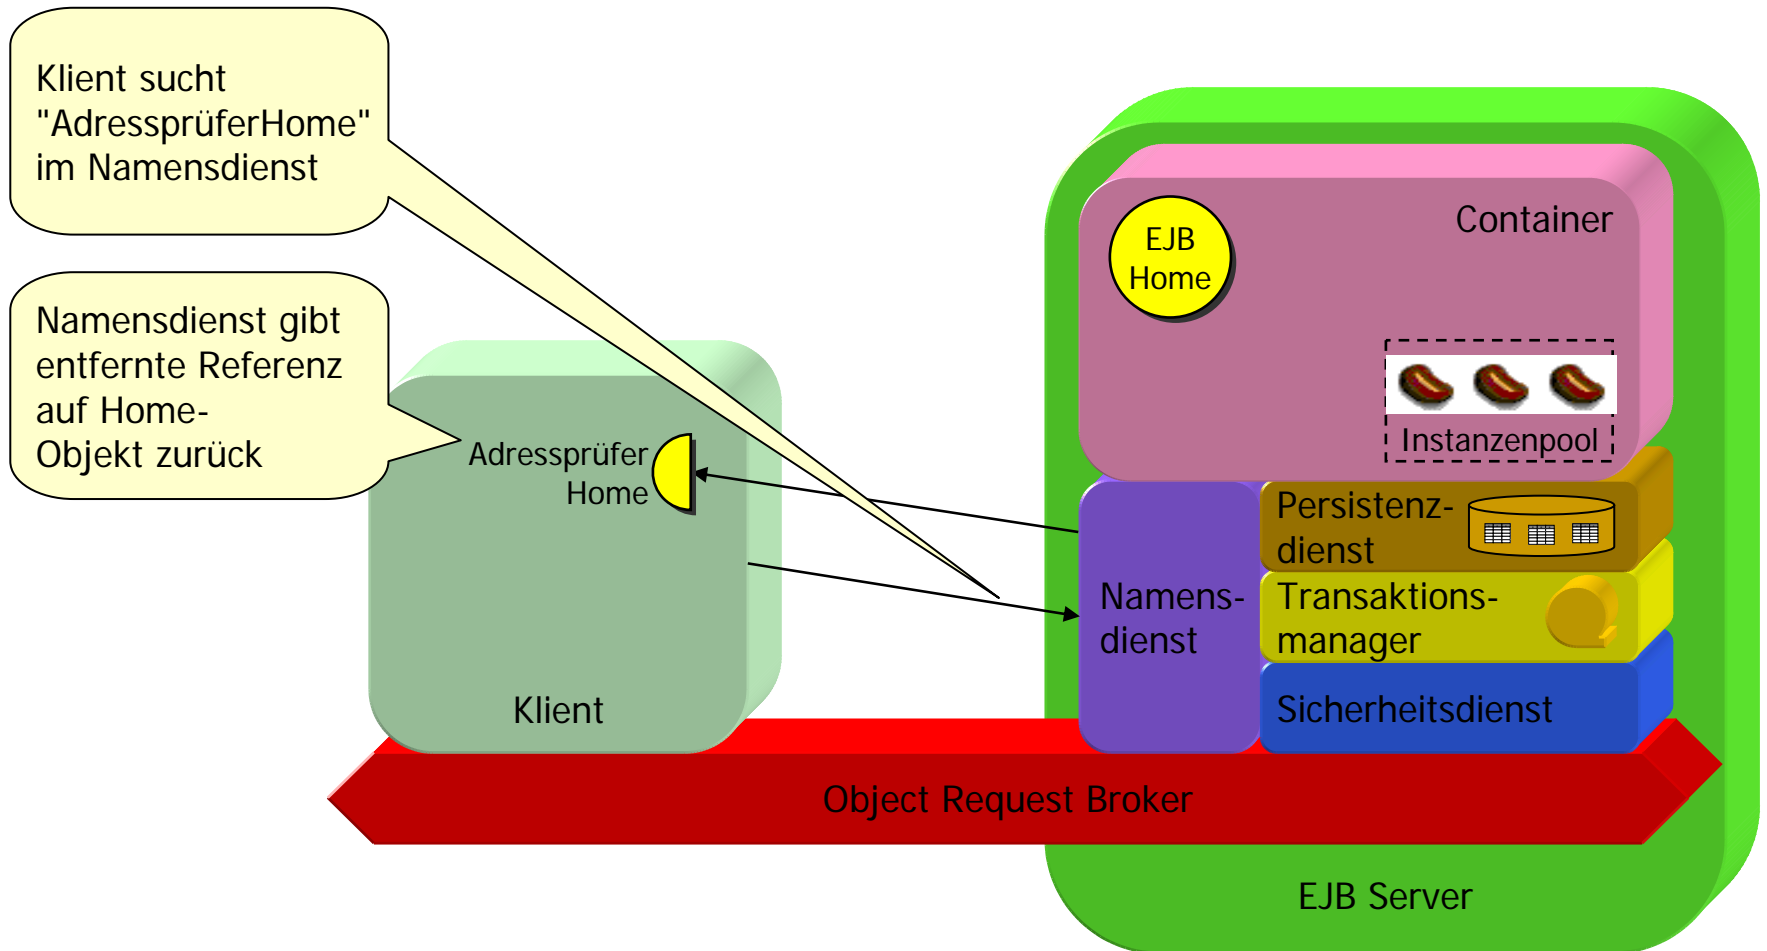 Klient sucht
"AdressprüferHome"
im Namensdienst
Namensdienst gibt
entfernte Referenz
auf Home-
Objekt zurück
Adressprüfer
Home
Klient
EJB
Home
Container
Instanzenpool
Namens-
dienst
Persistenz-
dienst
Transaktions-
manager
Sicherheitsdienst
Object Request Broker
EJB Server